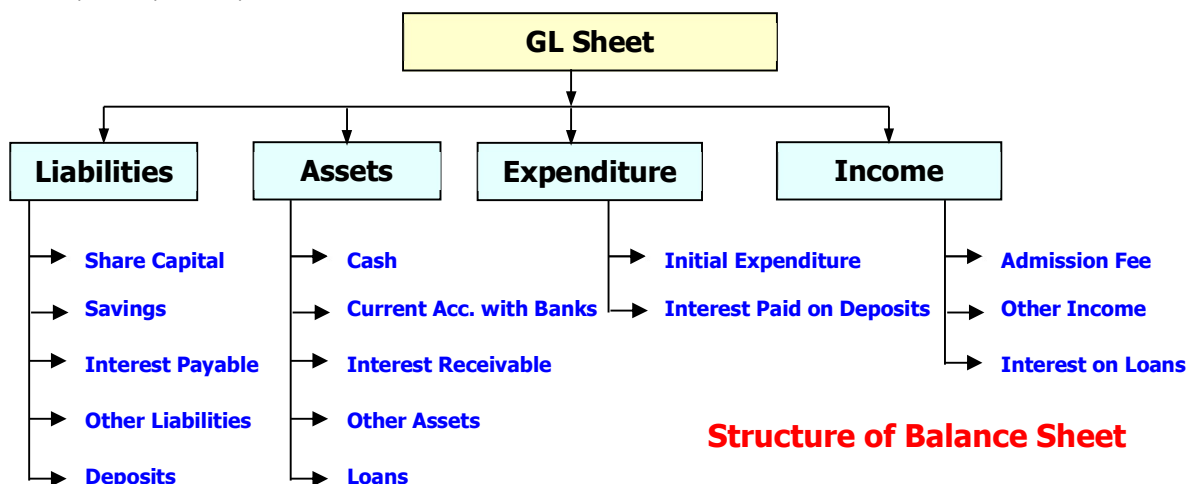 GL Sheet
Liabilities
Assets
Expenditure
Income
Share Capital
Savings
Interest Payable
Other Liabilities
Deposits
Cash
Current Acc. with Banks
Interest Receivable
Other Assets
Loans
Initial Expenditure
Interest Paid on Deposits
Admission Fee
Other Income
Interest on Loans
Structure of Balance Sheet